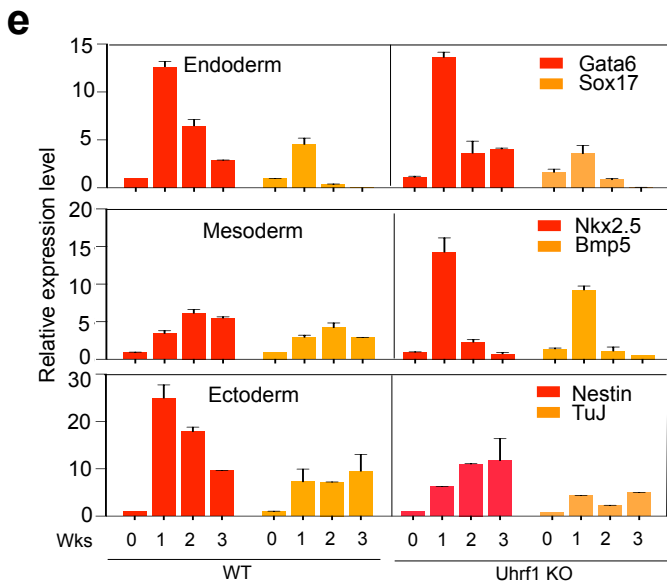 e
Relative expression level
15
10
5
0
Endoderm
Gata6
Sox17
20
15
10
5
0
Mesoderm
Nkx2.5
Bmp5
30
20
10
0
Ectoderm
Nestin
TuJ
Wks 0 1 2 3 0 1 2 3 0 1 2 3 0 1 2 3
WT Uhrf1 KO